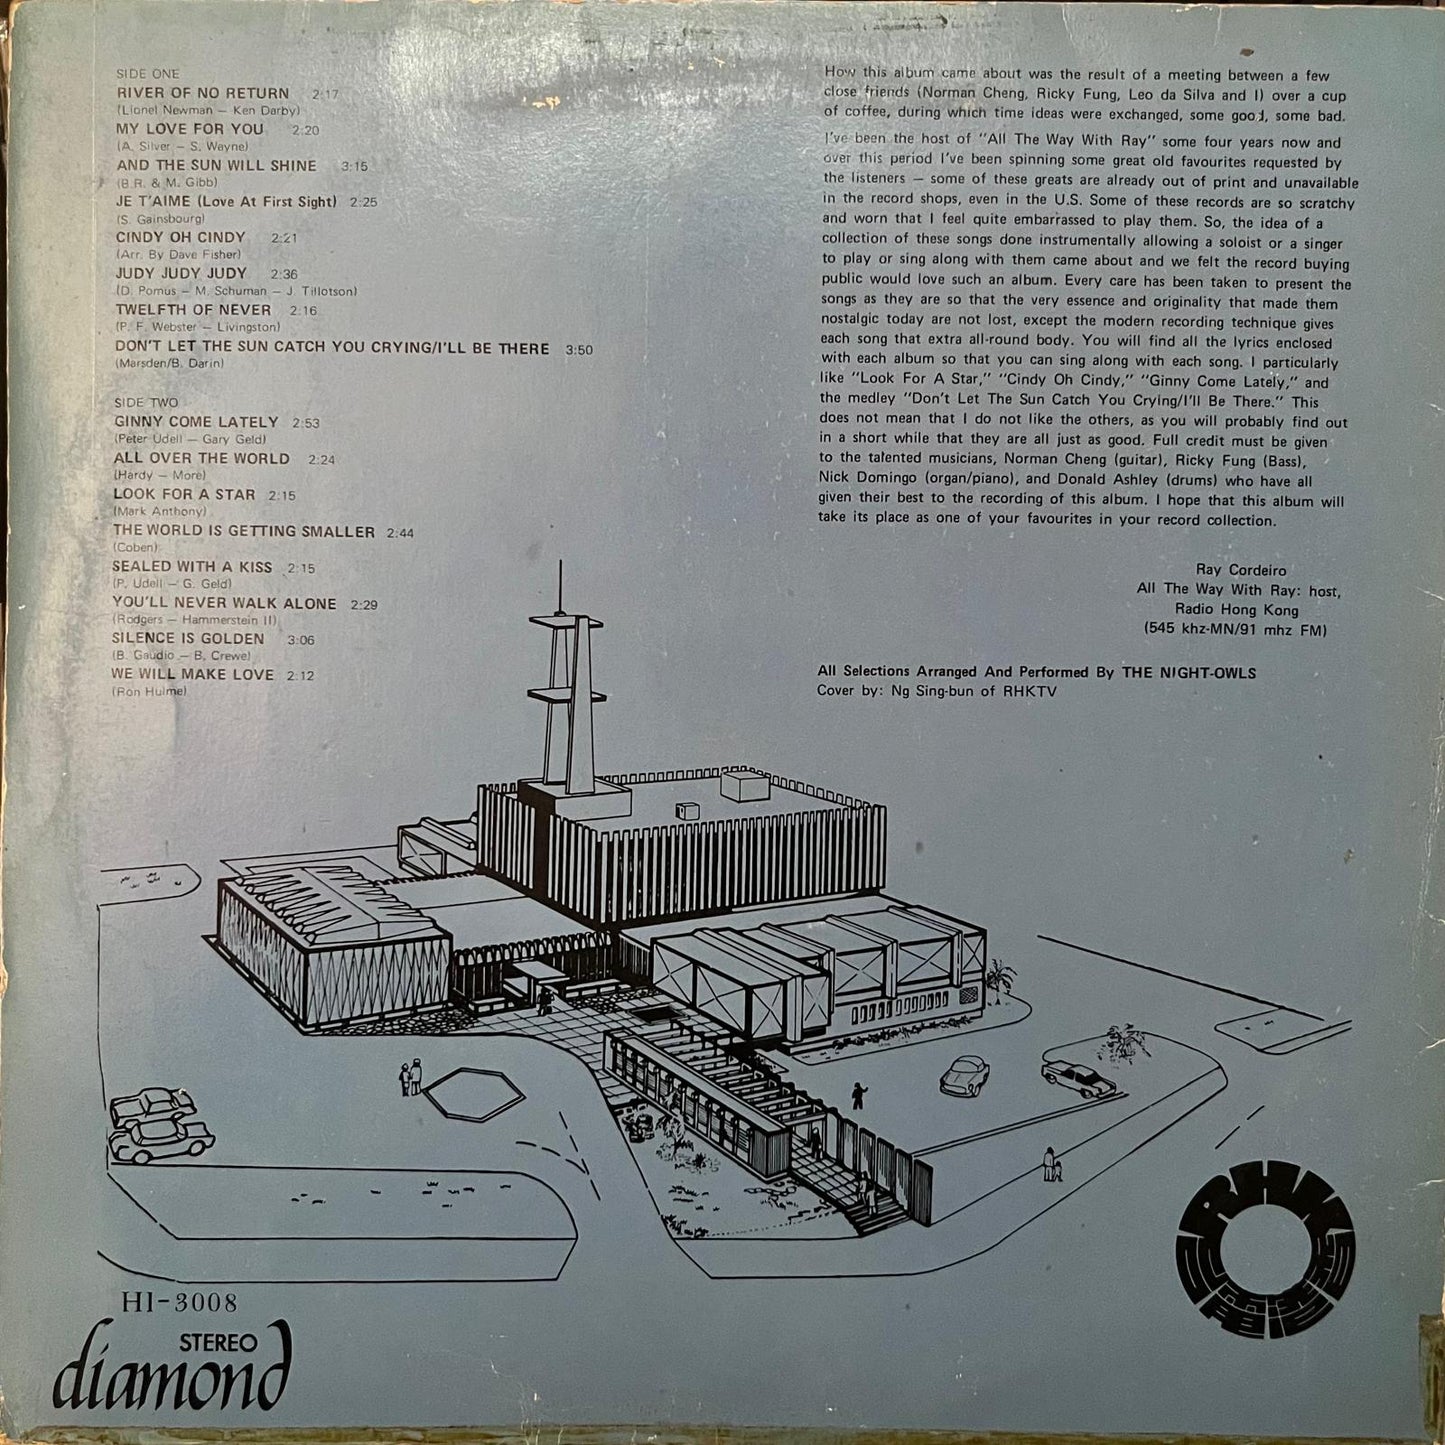 SIDE ONE
RIVER OF NO RETURN 2:17
(Lionel Newman – Ken Darby)
MY LOVE FOR YOU 2:20
(A. Silver – S. Wayne)
AND THE SUN WILL SHINE 3:15
(B.R. & M. Gibb)
JE T'AIME (Love At First Sight) 2:25
(S. Gainsbourg)
CINDY OH CINDY 2:21
(Arr. By Dave Fisher)
JUDY JUDY JUDY 2:36
(D. Pomus – M. Schuman – J. Tillotson)
TWELFTH OF NEVER 2:16
(P. F. Webster – Livingston)
DON'T LET THE SUN CATCH YOU CRYING/I'LL BE THERE 3:50
(Marsden/B. Darin)
SIDE TWO
GINNY COME LATELY 2:53
(Peter Udell – Gary Geld)
ALL OVER THE WORLD 2:24
(Hardy – More)
LOOK FOR A STAR 2:15
(Mark Anthony)
THE WORLD IS GETTING SMALLER 2:44
(Coben)
SEALED WITH A KISS 2:15
(P. Udell – G. Geld)
YOU'LL NEVER WALK ALONE 2:29
(Rodgers – Hammerstein II)
SILENCE IS GOLDEN 3:06
(B. Gaudio – B. Crewe)
WE WILL MAKE LOVE 2:12
(Ron Hulme)
How this album came about was the result of a meeting between a few
close friends (Norman Cheng, Ricky Fung, Leo da Silva and I) over a cup
of coffee, during which time ideas were exchanged, some good, some bad.
I've been the host of "All The Way With Ray" some four years now and
over this period I've been spinning some great old favourites requested by
the listeners – some of these greats are already out of print and unavailable
in the record shops, even in the U.S. Some of these records are so scratchy
and worn that I feel quite embarrassed to play them. So, the idea of a
collection of these songs done instrumentally allowing a soloist or a singer
to play or sing along with them came about and we felt the record buying
public would love such an album. Every care has been taken to present the
songs as they are so that the very essence and originality that made them
nostalgic today are not lost, except the modern recording technique gives
each song that extra all-round body. You will find all the lyrics enclosed
with each album so that you can sing along with each song. I particularly
like "Look For A Star," "Cindy Oh Cindy," "Ginny Come Lately," and
the medley "Don't Let The Sun Catch You Crying/I'll Be There." This
does not mean that I do not like the others, as you will probably find out
in a short while that they are all just as good. Full credit must be given
to the talented musicians, Norman Cheng (guitar), Ricky Fung (Bass),
Nick Domingo (organ/piano), and Donald Ashley (drums) who have all
given their best to the recording of this album. I hope that this album will
take its place as one of your favourites in your record collection.
Ray Cordeiro
All The Way With Ray: host,
Radio Hong Kong
(545 khz-MN/91 mhz FM)
All Selections Arranged And Performed By THE NIGHT-OWLS
Cover by: Ng Sing-bun of RHKTV
RHK
HI-3008
STEREO
diamond